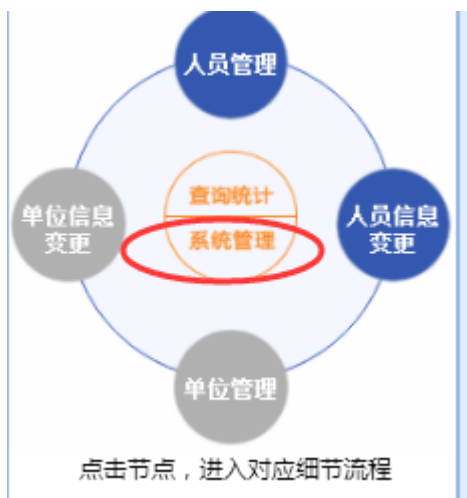 人员管理
查询统计
单位信息
变更
系统管理
人员信息
变更
单位管理
点击节点，进入对应细节流程